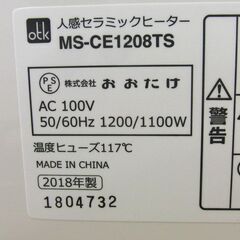 otk 人感セラミックヒーター
MS-CE1208TS
PSE 株式会社 おおたけ
AC 100V
50/60Hz 1200/1100W
温度ヒューズ117℃
MADE IN CHINA
2018年製
1804732
警告